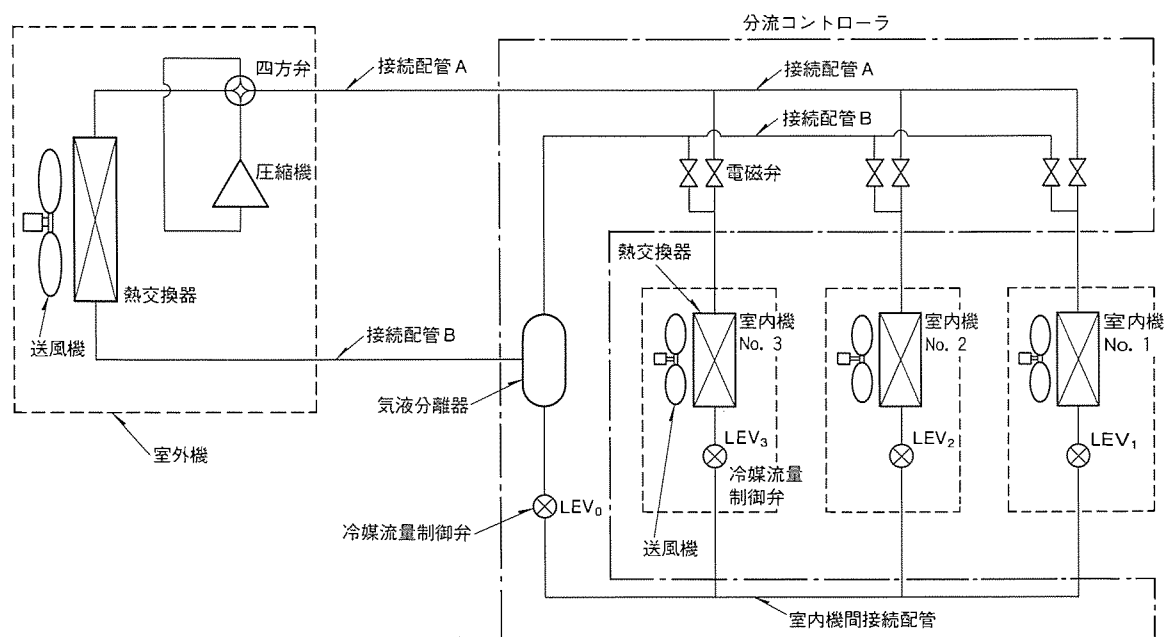 分流コントローラ
四方弁
接続配管A
接続配管A
接続配管B
圧縮機
電磁弁
熱交換器
熱交換器
室内機
No. 3
室内機
No. 2
室内機
No. 1
送風機
接続配管B
気液分離器
室外機
LEV₃
LEV₂
LEV₁
冷媒流量
制御弁
LEV₀
冷媒流量制御弁
送風機
室内機間接続配管